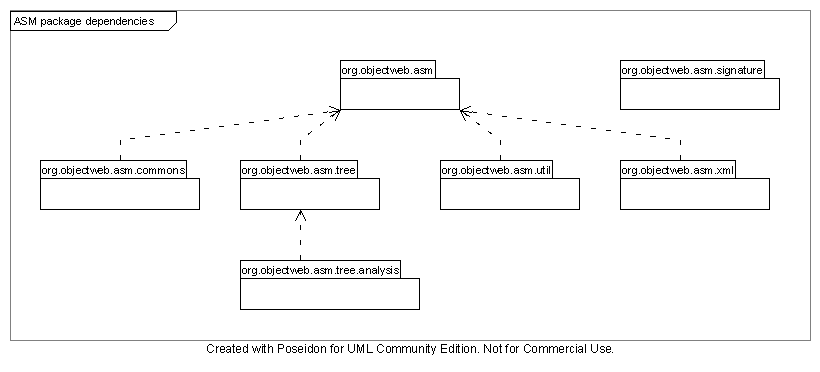 ASM package dependencies
org.objectweb.asm
org.objectweb.asm.signature
org.objectweb.asm.commons
org.objectweb.asm.tree
org.objectweb.asm.util
org.objectweb.asm.xml
org.objectweb.asm.tree.analysis
Created with Poseidon for UML Community Edition. Not for Commercial Use.